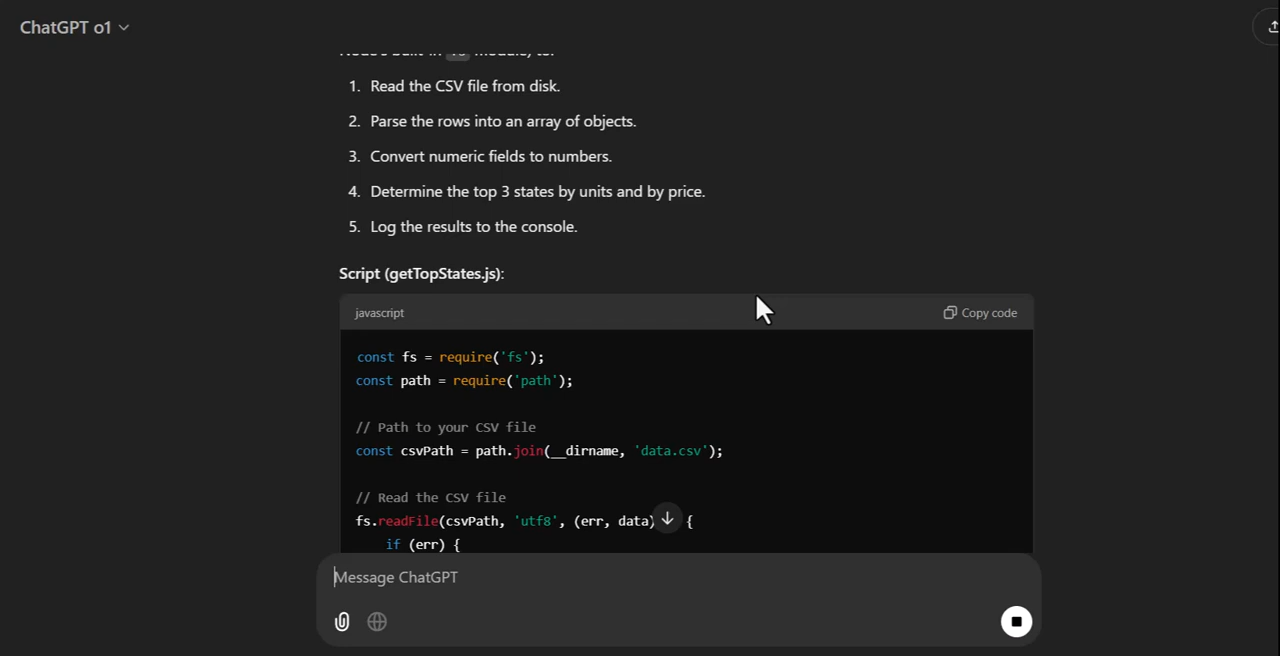 ChatGPT o1
1. Read the CSV file from disk.
2. Parse the rows into an array of objects.
3. Convert numeric fields to numbers.
4. Determine the top 3 states by units and by price.
5. Log the results to the console.
Script (getTopStates.js):
javascript
Copy code
const fs = require('fs');
const path = require('path');
// Path to your CSV file
const csvPath = path.join(__dirname, 'data.csv');
// Read the CSV file
fs.readFile(csvPath, 'utf8', (err, data) { 
if (err) {
Message ChatGPT